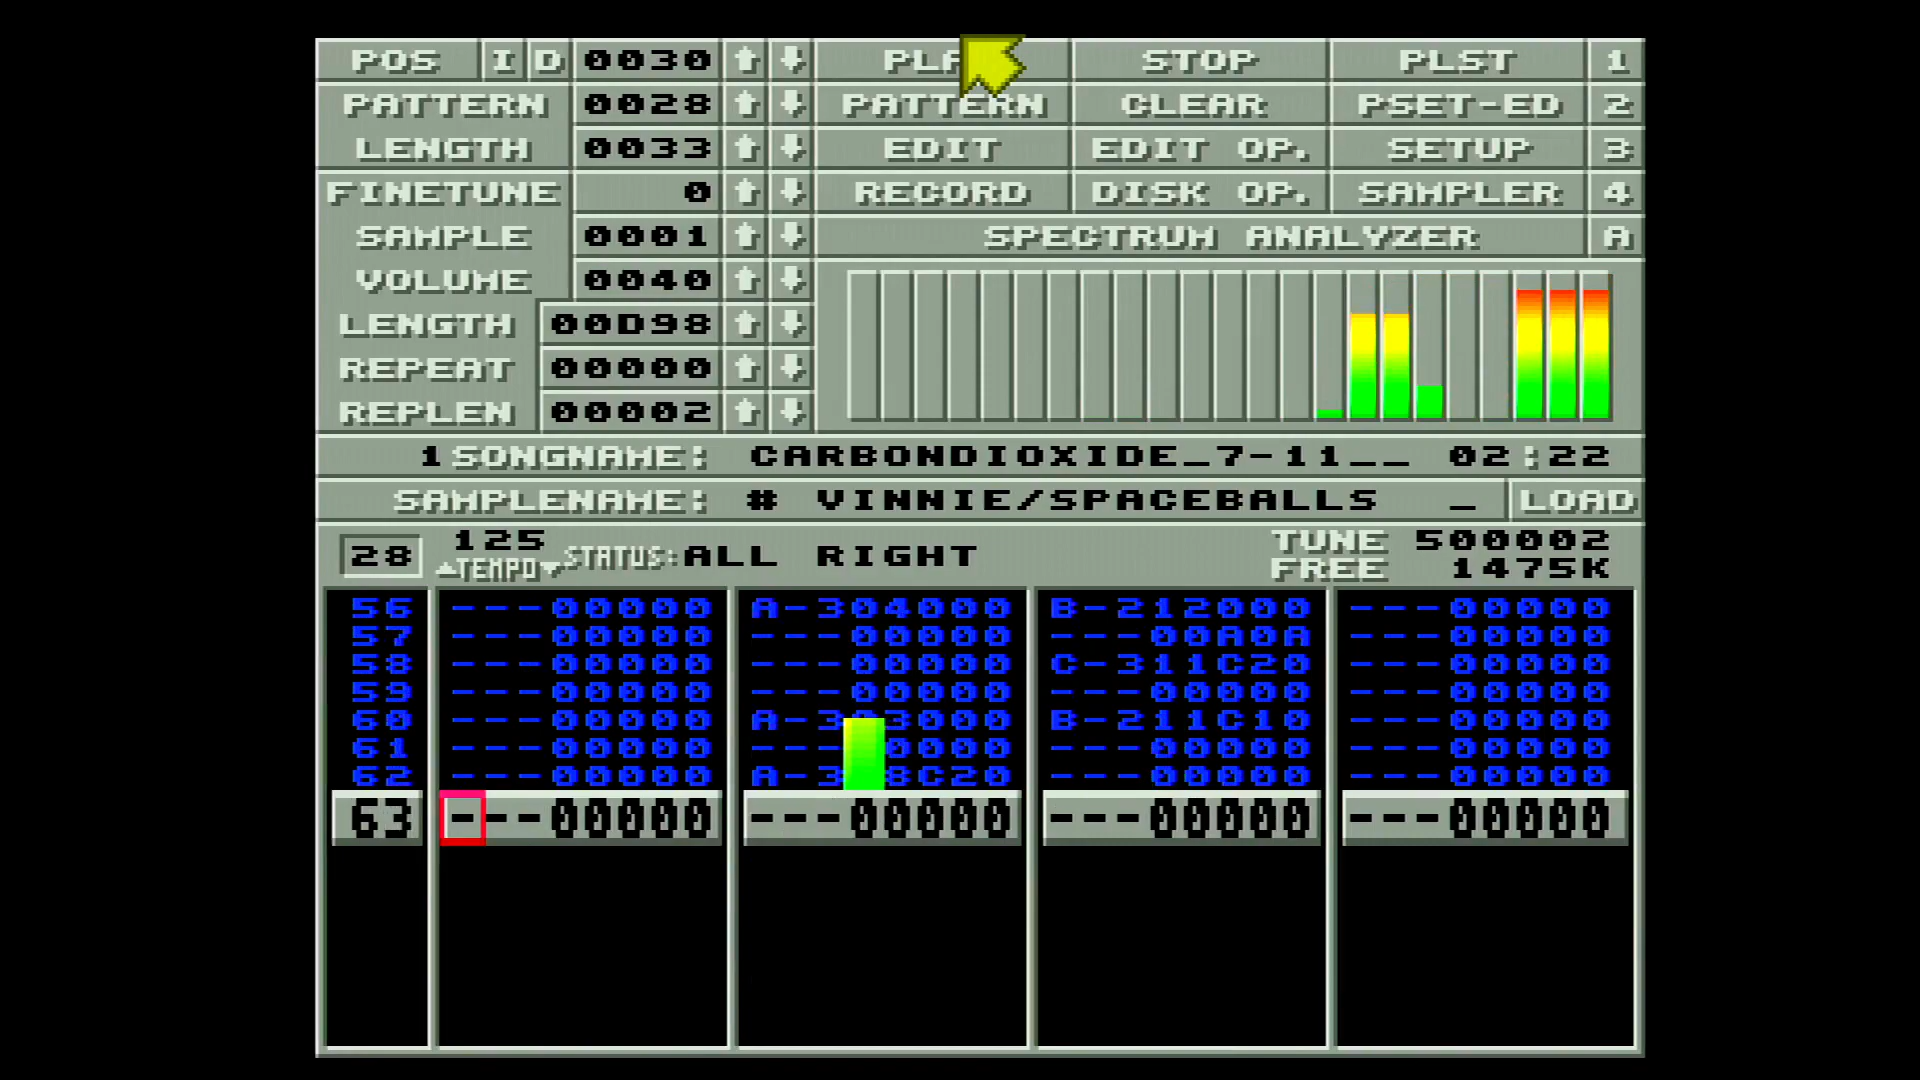 POS I D 0030 PLA STOP PLST 1
PATTERN 0028 PATTERN CLEAR PSET-ED 2
LENGTH 0033 EDIT EDIT OP. SETUP 3
FINETUNE 0 RECORD DISK OP. SAMPLER 4
SAMPLE 0001 SPECTRUM ANALYZER A
VOLUME 0040
LENGTH 00D98
REPEAT 00000
REPLEN 00002
1 SONGNAME: CARBONDIOXIDE_7-11__ 02:22
SAMPLENAME: # VINNIE/SPACEBALLS _ LOAD
28 125 TEMPO STATUS: ALL RIGHT TUNE 500002
FREE 1475K
56 ---00000 A-304000 B-212000 ---00000
57 ---00000 ---00000 ---00A0A ---00000
58 ---00000 ---00000 C-311C20 ---00000
59 ---00000 ---00000 ---00000 ---00000
60 ---00000 A-303000 B-211C10 ---00000
61 ---00000 ---0000 ---00000 ---00000
62 ---00000 A-3 8C20 ---00000 ---00000
63 ---00000 ---00000 ---00000 ---00000